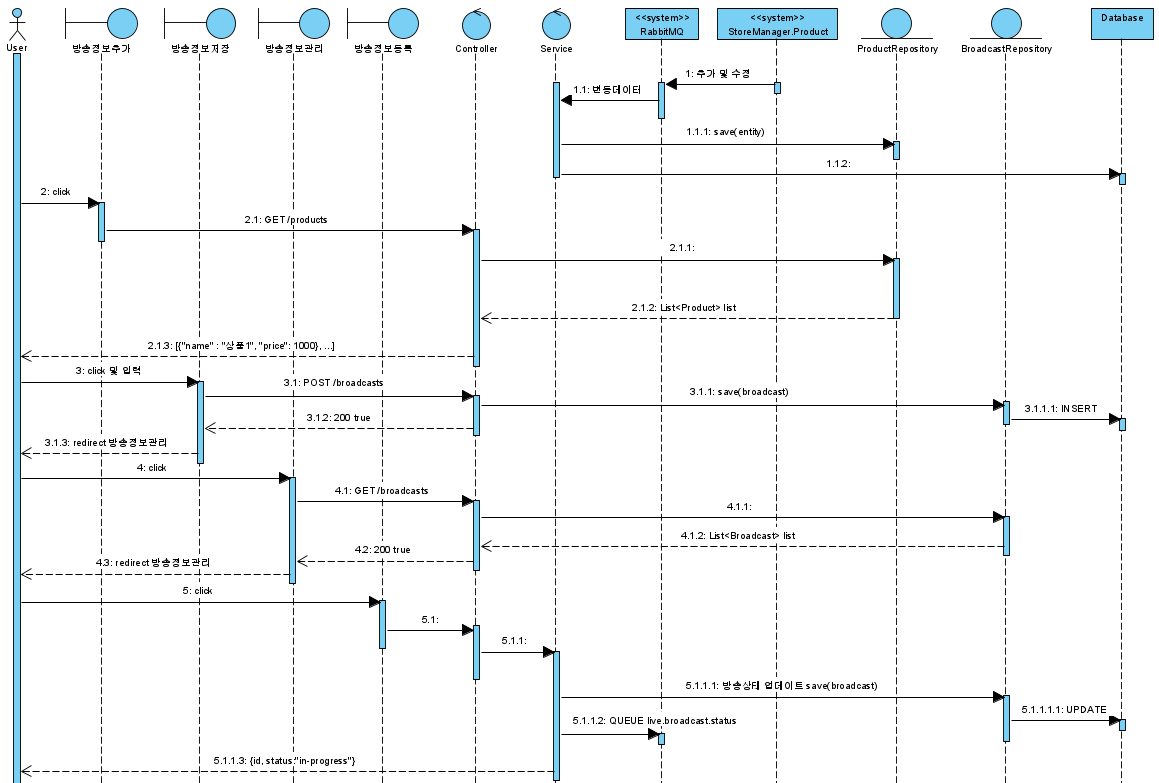 User
방송정보추가
방송정보저장
방송정보관리
방송정보등록
Controller
Service
<<system>>
RabbitMQ
<<system>>
StoreManager.Product
ProductRepository
BroadcastRepository
Database
1: 추가 및 수정
1.1: 변동데이터
1.1.1: save(entity)
1.1.2:
2: click
2.1: GET /products
2.1.1:
2.1.2: List<Product> list
2.1.3: [{"name" : "상품1", "price": 1000}, ...]
3: click 및 입력
3.1: POST /broadcasts
3.1.1: save(broadcast)
3.1.1.1: INSERT
3.1.2: 200 true
3.1.3: redirect 방송정보관리
4: click
4.1: GET /broadcasts
4.1.1:
4.1.2: List<Broadcast> list
4.2: 200 true
4.3: redirect 방송정보관리
5: click
5.1:
5.1.1:
5.1.1.1: 방송상태 업데이트 save(broadcast)
5.1.1.1.1: UPDATE
5.1.1.2: QUEUE live.broadcast.status
5.1.1.3: {id, status:"in-progress"}